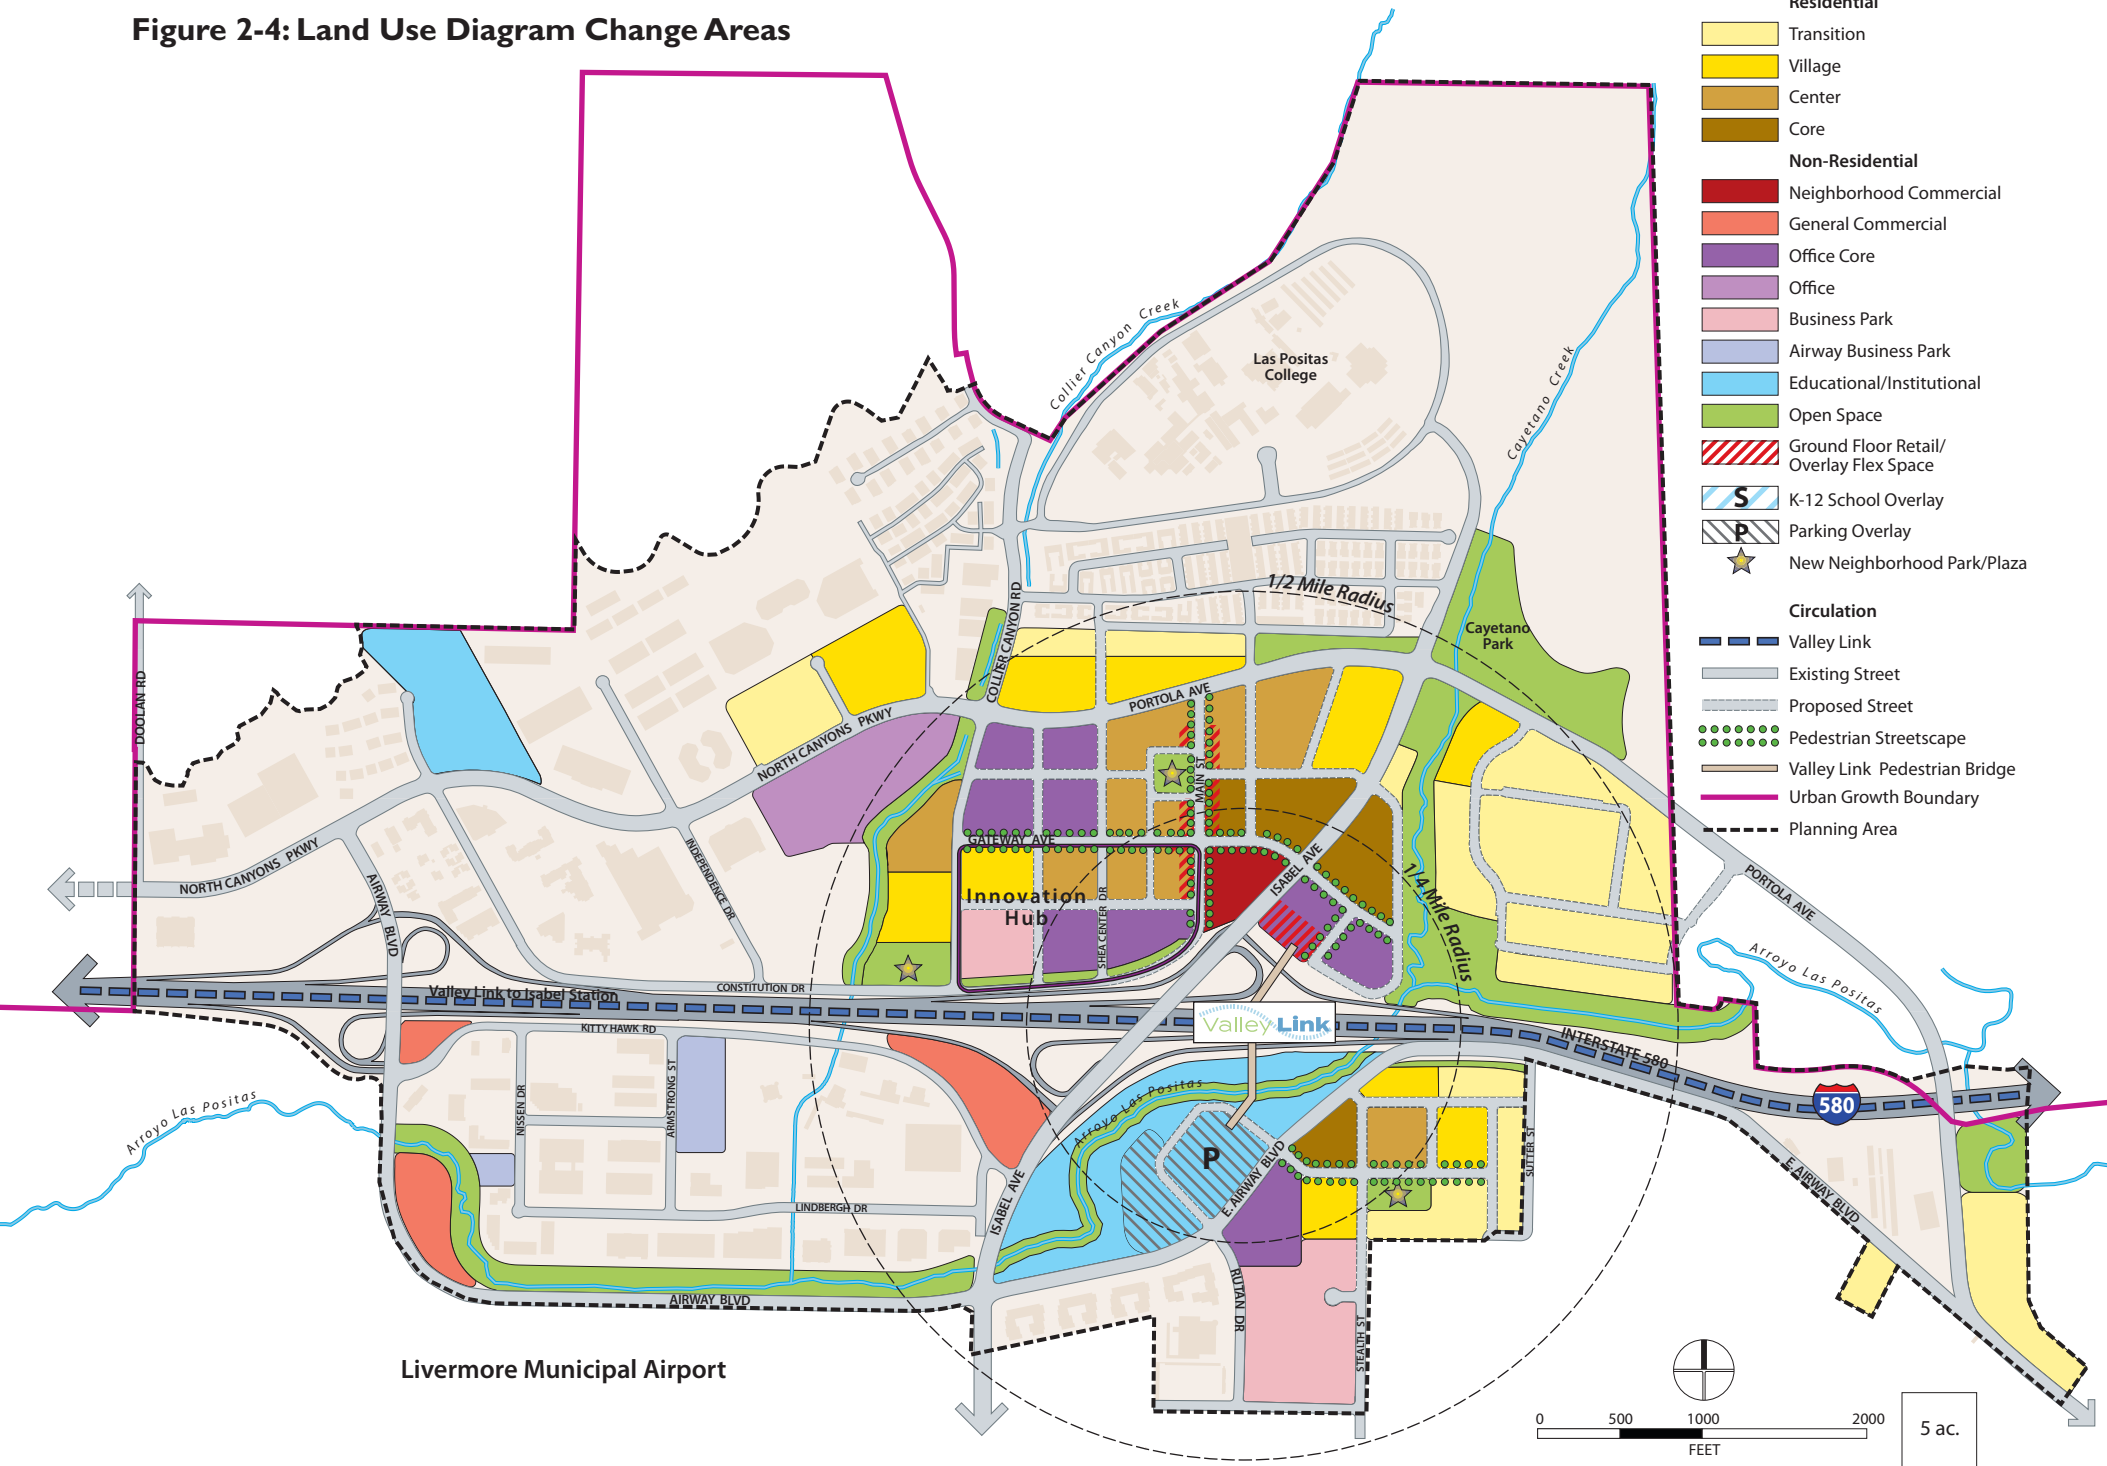 Figure 2-4: Land Use Diagram Change Areas
Residential
Transition
Village
Center
Core
Non-Residential
Neighborhood Commercial
General Commercial
Office Core
Office
Business Park
Airway Business Park
Educational/Institutional
Open Space
Ground Floor Retail/
Overlay Flex Space
S
K-12 School Overlay
P
Parking Overlay
New Neighborhood Park/Plaza
Circulation
Valley Link
Existing Street
Proposed Street
Pedestrian Streetscape
Valley Link Pedestrian Bridge
Urban Growth Boundary
Planning Area
Collier Canyon Creek
Las Positas
College
Cayetano Creek
1/2 Mile Radius
Cayetano
Park
COLLIER CANYON RD
DOOLAN RD
PORTOLA AVE
NORTH CANYONS PKWY
MAIN ST
GATEWAY AVE
NORTH CANYONS PKWY
INDEPENDENCE DR
AIRWAY BLVD
Innovation
Hub
SHEA CENTER DR
ISABEL AVE
1/4 Mile Radius
PORTOLA AVE
Arroyo Las Positas
CONSTITUTION DR
Valley Link to Isabel Station
KITTY HAWK RD
Valley Link
INTERSTATE 580
580
Arroyo Las Positas
NISSEN DR
ARMSTRONG ST
Arroyo Las Positas
P
E. AIRWAY BLVD
SUTTER ST
E. AIRWAY BLVD
ISABEL AVE
LINDBERGH DR
AIRWAY BLVD
RUTAN DR
STEALTH ST
Livermore Municipal Airport
0 500 1000 2000
FEET
5 ac.